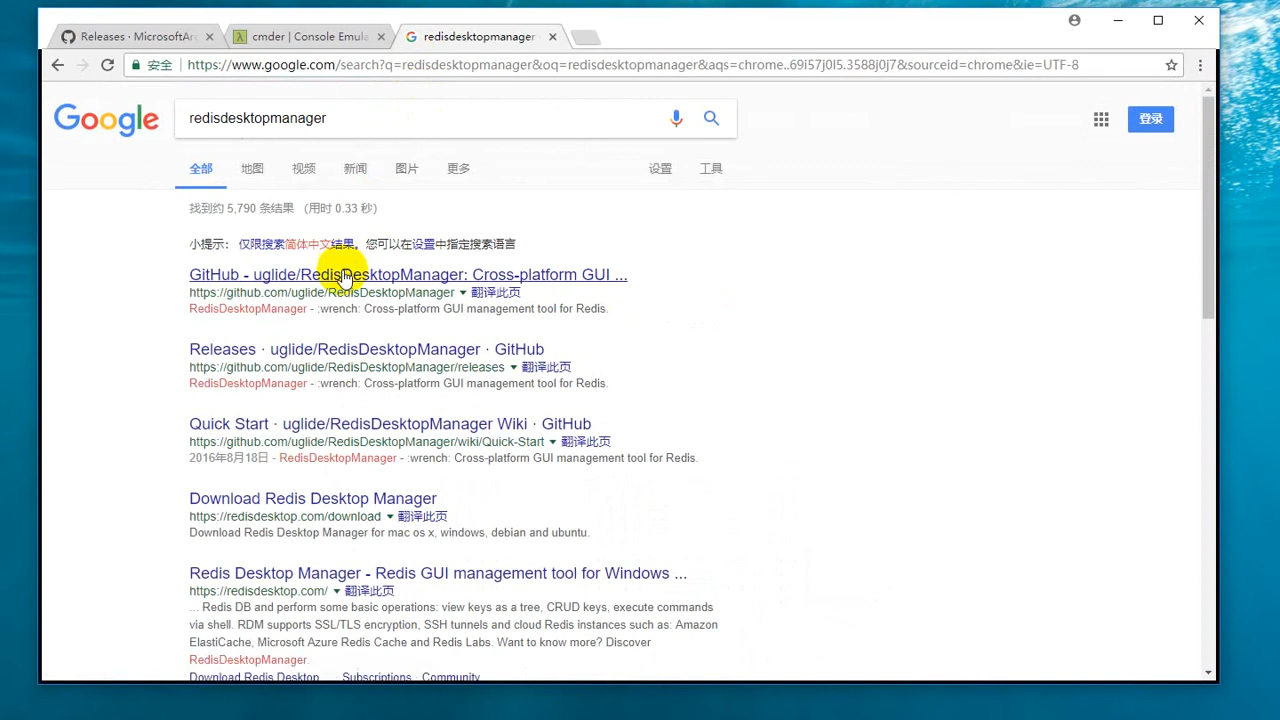 Releases · MicrosoftAr
cmder | Console Emula
redisdesktopmanager
安全
https://www.google.com/search?q=redisdesktopmanager&oq=redisdesktopmanager&aqs=chrome..69i57j0l5.3588j0j7&sourceid=chrome&ie=UTF-8
Google
redisdesktopmanager
登录
全部 地图 视频 新闻 图片 更多 设置 工具
找到约 5,790 条结果 （用时 0.33 秒）
小提示： 仅限搜索简体中文结果。您可以在设置中指定搜索语言
GitHub - uglide/RedisDesktopManager: Cross-platform GUI ...
https://github.com/uglide/RedisDesktopManager 翻译此页
RedisDesktopManager - :wrench: Cross-platform GUI management tool for Redis.
Releases · uglide/RedisDesktopManager · GitHub
https://github.com/uglide/RedisDesktopManager/releases 翻译此页
RedisDesktopManager - :wrench: Cross-platform GUI management tool for Redis.
Quick Start · uglide/RedisDesktopManager Wiki · GitHub
https://github.com/uglide/RedisDesktopManager/wiki/Quick-Start 翻译此页
2016年8月18日 - RedisDesktopManager - :wrench: Cross-platform GUI management tool for Redis.
Download Redis Desktop Manager
https://redisdesktop.com/download 翻译此页
Download Redis Desktop Manager for mac os x, windows, debian and ubuntu.
Redis Desktop Manager - Redis GUI management tool for Windows ...
https://redisdesktop.com/ 翻译此页
... Redis DB and perform some basic operations: view keys as a tree, CRUD keys, execute commands
via shell. RDM supports SSL/TLS encryption, SSH tunnels and cloud Redis instances such as: Amazon
ElastiCache, Microsoft Azure Redis Cache and Redis Labs. Want to know more? Discover
RedisDesktopManager.
Download Redis Desktop ... · Subscriptions · Community